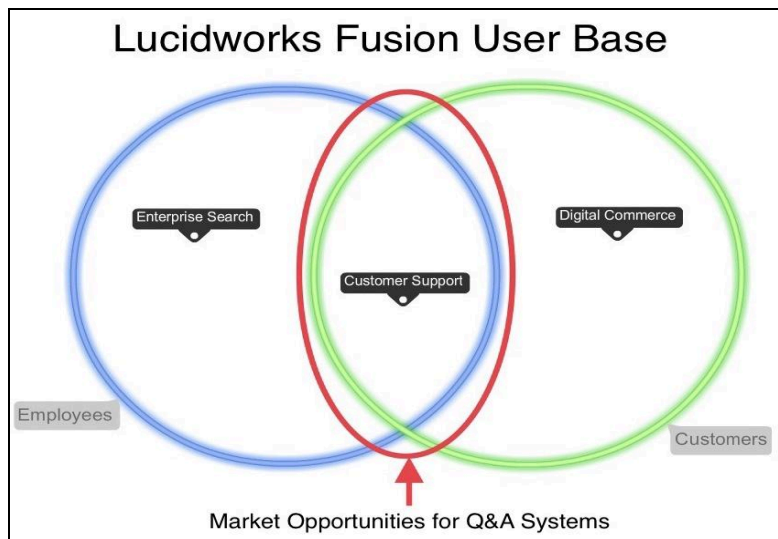 Lucidworks Fusion User Base
Enterprise Search
Digital Commerce
Customer Support
Employees
Customers
Market Opportunities for Q&A Systems